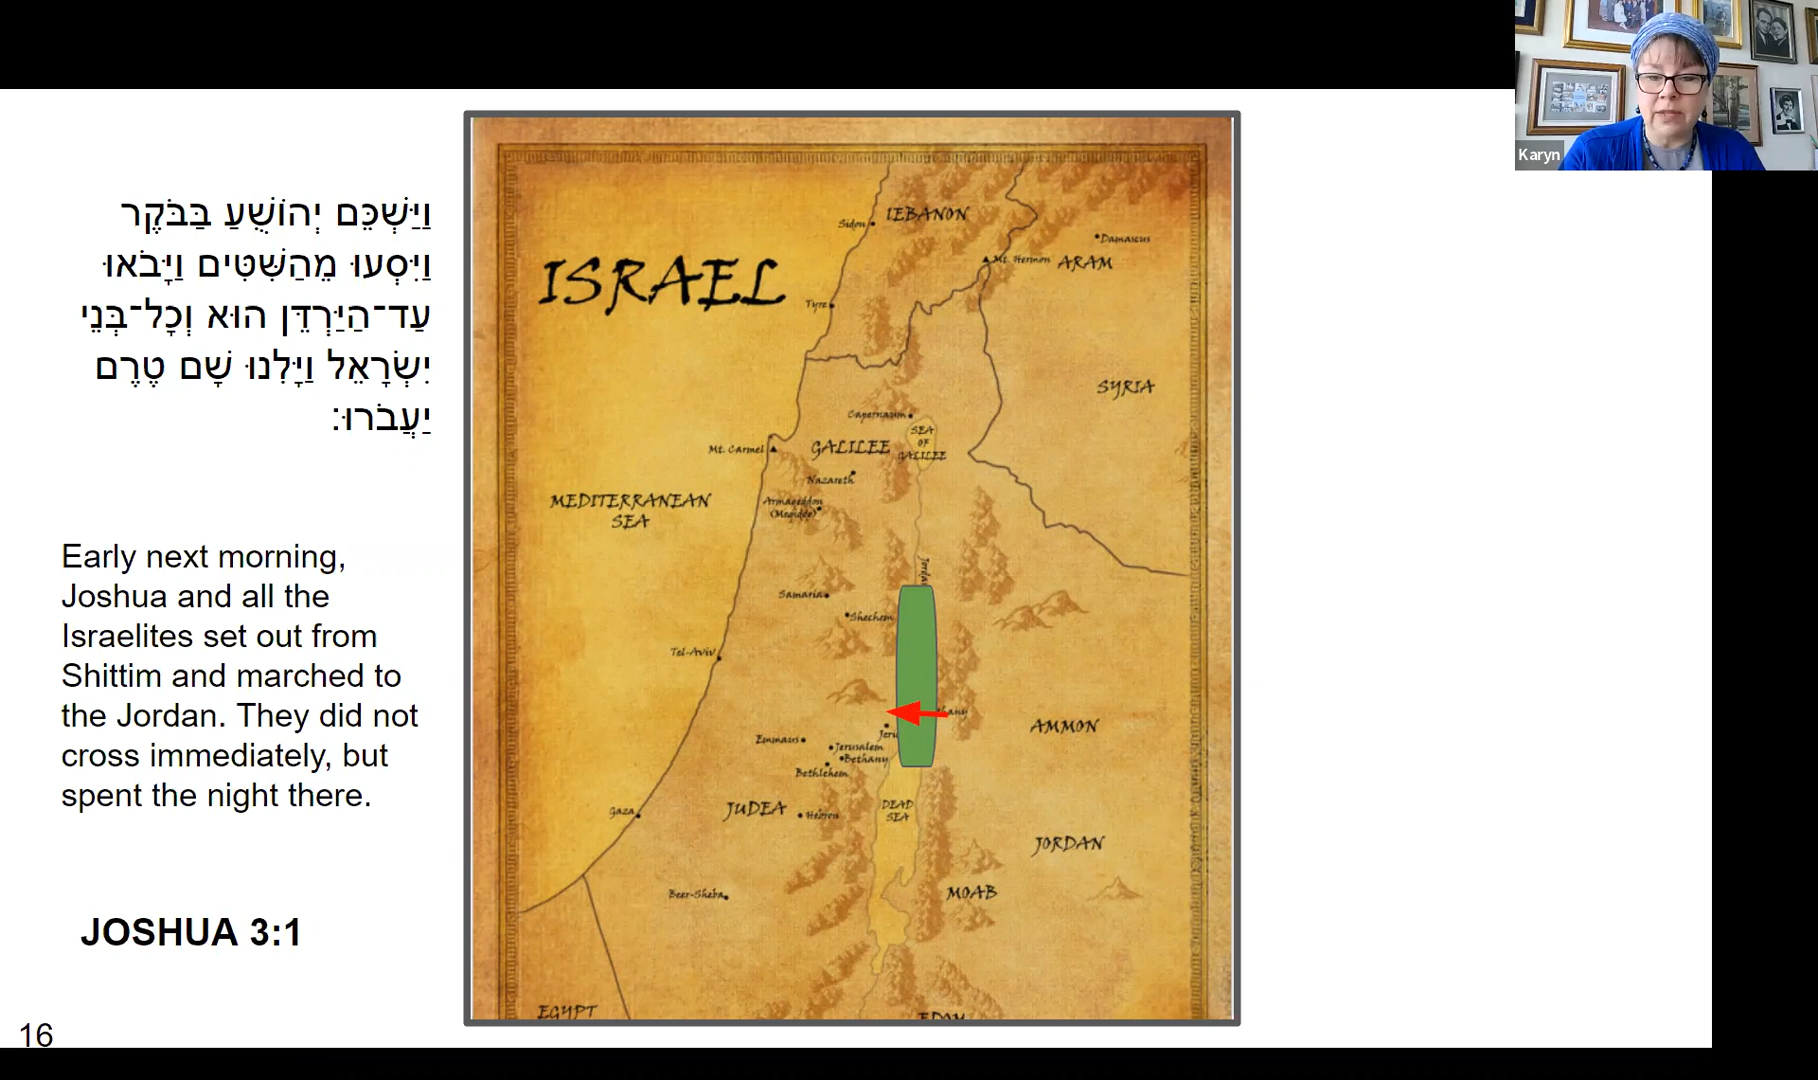 Karyn
וַיַּשְׁכֵּם יְהוֹשֻׁעַ בַּבֹּקֶר
וַיִּסְעוּ מֵהַשִּׁטִּים וַיָּבֹאוּ
עַד־הַיַּרְדֵּן הוּא וְכָל־בְּנֵי
יִשְׂרָאֵל וַיָּלִנוּ שָׁם טֶרֶם
יַעֲבֹרוּ׃
Early next morning,
Joshua and all the
Israelites set out from
Shittim and marched to
the Jordan. They did not
cross immediately, but
spent the night there.
JOSHUA 3:1
16
ISRAEL
LEBANON
Sidon
Damascus
Mt. Hermon
ARAM
Tyre
SYRIA
Capernaum
SEA
OF
GALILEE
Mt. Carmel
GALILEE
Nazareth
MEDITERRANEAN
SEA
Armageddon
(Megiddo)
Samaria
Shechem
Tel-Aviv
AMMON
Emmaus
Jerusalem
Bethany
Bethlehem
DEAD
SEA
Gaza
JUDEA
Hebron
JORDAN
Beer-Sheba
MOAB
EGYPT
EDOM